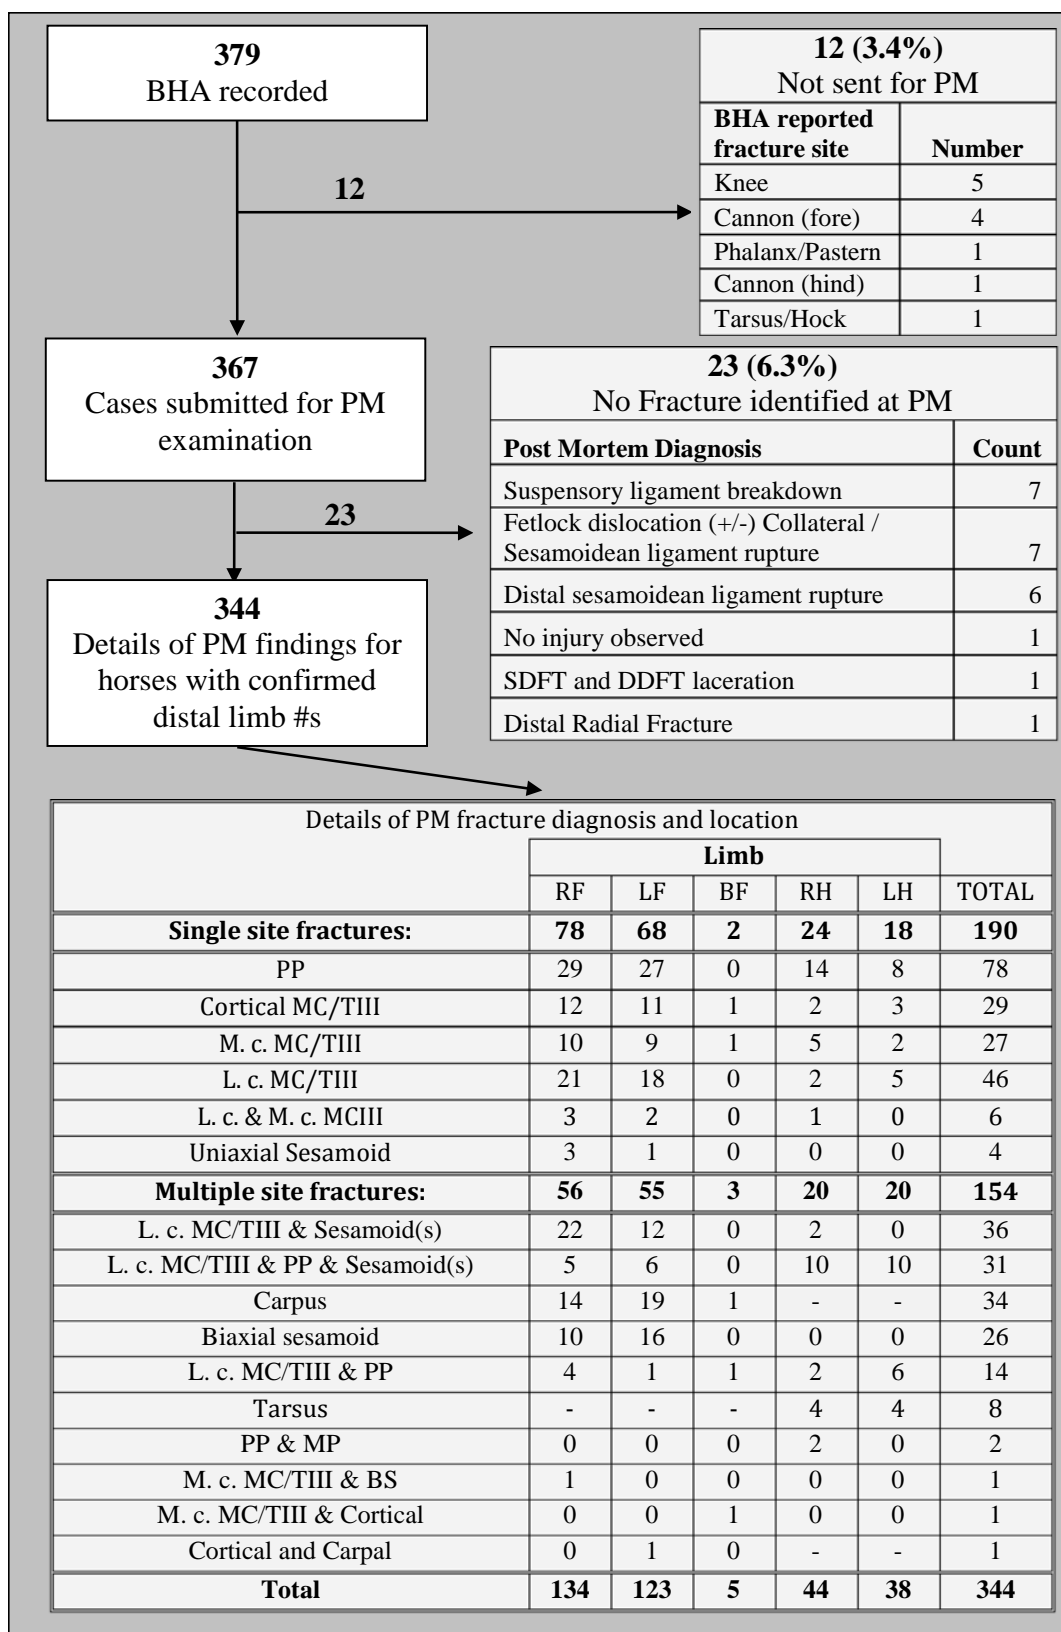 379
BHA recorded
12 (3.4%)
Not sent for PM
BHA reported
fracture site Number
Knee 5
Cannon (fore) 4
Phalanx/Pastern 1
Cannon (hind) 1
Tarsus/Hock 1
12
367
Cases submitted for PM
examination
23 (6.3%)
No Fracture identified at PM
Post Mortem Diagnosis Count
Suspensory ligament breakdown 7
Fetlock dislocation (+/-) Collateral /
Sesamoidean ligament rupture 7
Distal sesamoidean ligament rupture 6
No injury observed 1
SDFT and DDFT laceration 1
Distal Radial Fracture 1
23
344
Details of PM findings for
horses with confirmed
distal limb #s
Details of PM fracture diagnosis and location
Limb
RF LF BF RH LH TOTAL
Single site fractures: 78 68 2 24 18 190
PP 29 27 0 14 8 78
Cortical MC/TIII 12 11 1 2 3 29
M. c. MC/TIII 10 9 1 5 2 27
L. c. MC/TIII 21 18 0 2 5 46
L. c. & M. c. MCIII 3 2 0 1 0 6
Uniaxial Sesamoid 3 1 0 0 0 4
Multiple site fractures: 56 55 3 20 20 154
L. c. MC/TIII & Sesamoid(s) 22 12 0 2 0 36
L. c. MC/TIII & PP & Sesamoid(s) 5 6 0 10 10 31
Carpus 14 19 1 - - 34
Biaxial sesamoid 10 16 0 0 0 26
L. c. MC/TIII & PP 4 1 1 2 6 14
Tarsus - - - 4 4 8
PP & MP 0 0 0 2 0 2
M. c. MC/TIII & BS 1 0 0 0 0 1
M. c. MC/TIII & Cortical 0 0 1 0 0 1
Cortical and Carpal 0 1 0 - - 1
Total 134 123 5 44 38 344